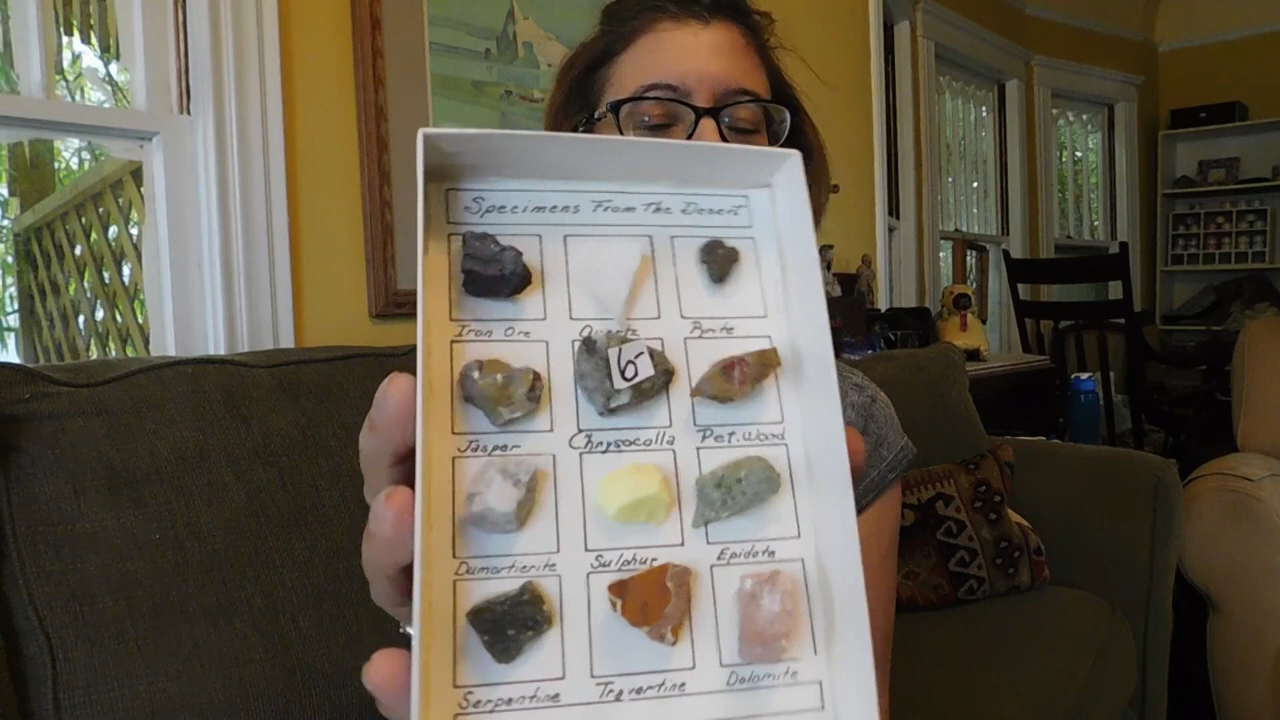 Specimens From The Desert
Iron Ore Quartz Pyrite
6-
Jasper Chrysocolla Pet. Wood
Dumortierite Sulphur Epidote
Serpentine Travertine Dolomite